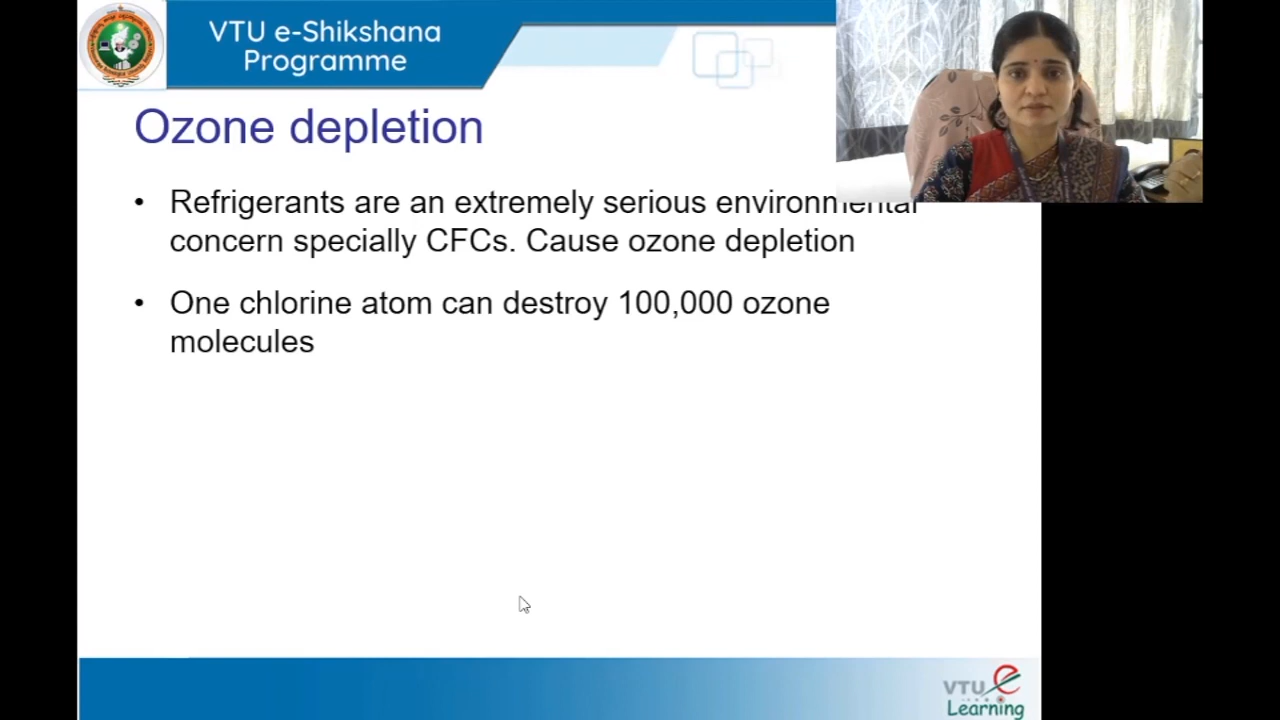 VTU e-Shikshana
Programme
Ozone depletion
• Refrigerants are an extremely serious environmental
concern specially CFCs. Cause ozone depletion
• One chlorine atom can destroy 100,000 ozone
molecules
VTU e
Learning